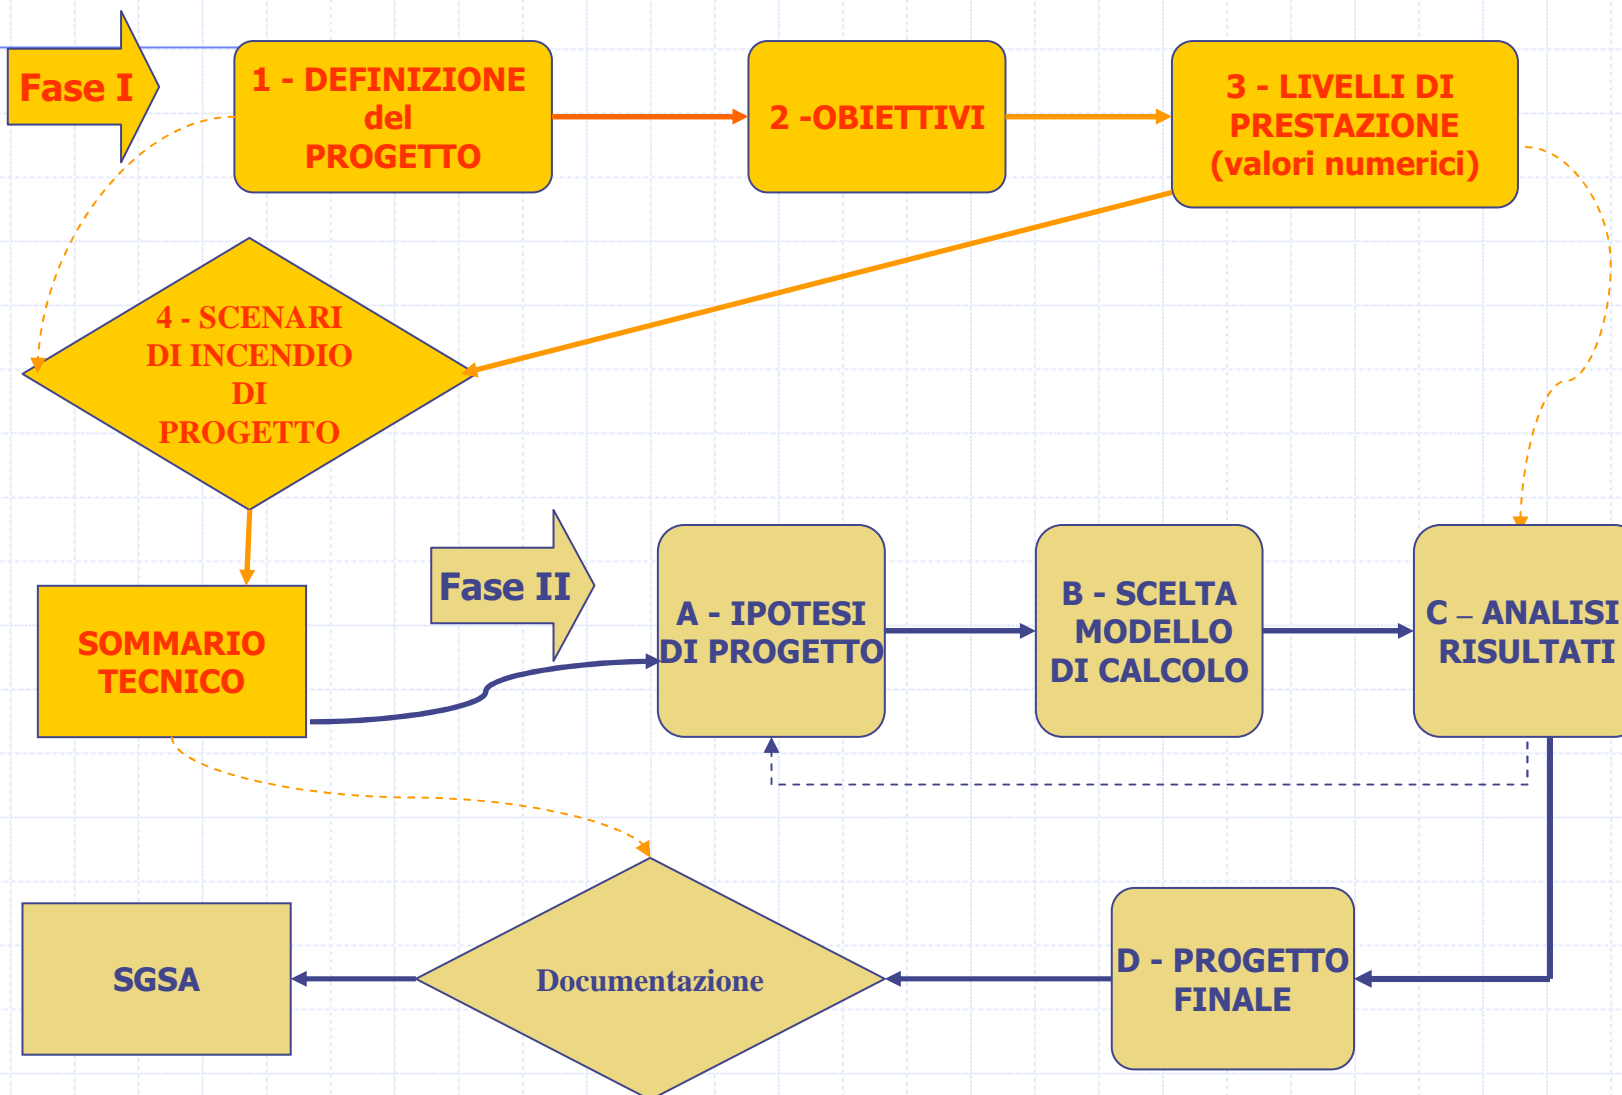 Fase I
1 - DEFINIZIONE
del
PROGETTO
2 -OBIETTIVI
3 - LIVELLI DI
PRESTAZIONE
(valori numerici)
4 - SCENARI
DI INCENDIO
DI
PROGETTO
SOMMARIO
TECNICO
Fase II
A - IPOTESI
DI PROGETTO
B - SCELTA
MODELLO
DI CALCOLO
C – ANALISI
RISULTATI
D - PROGETTO
FINALE
Documentazione
SGSA